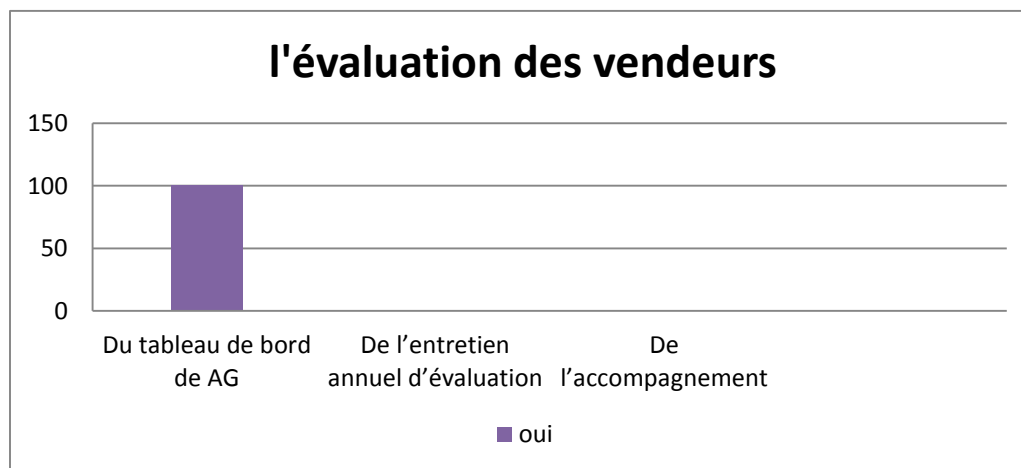 l'évaluation des vendeurs
150
100
50
0
Du tableau de bord
de AG
De l’entretien
annuel d’évaluation
De
l’accompagnement
oui